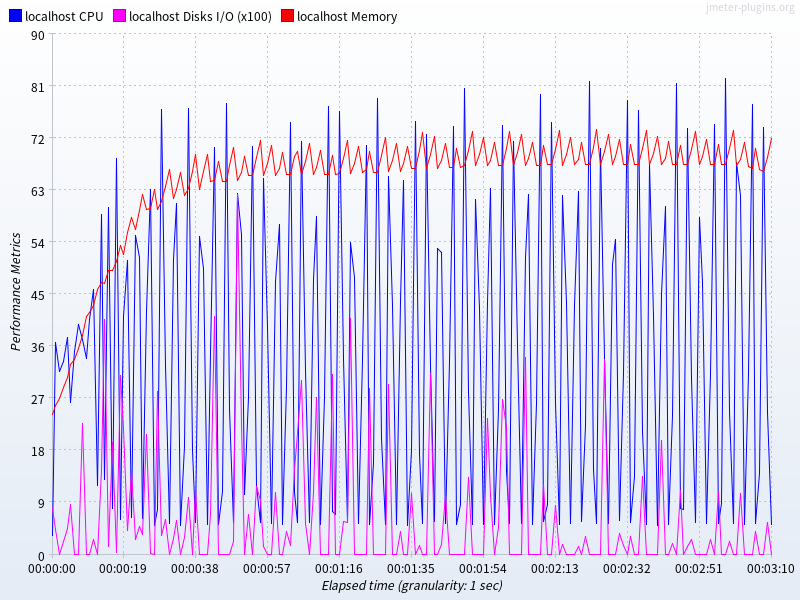 jmeter-plugins.org
localhost CPU localhost Disks I/O (x100) localhost Memory
90
81
72
63
54
45
36
27
18
9
0
Performance Metrics
00:00:00 00:00:19 00:00:38 00:00:57 00:01:16 00:01:35 00:01:54 00:02:13 00:02:32 00:02:51 00:03:10
Elapsed time (granularity: 1 sec)